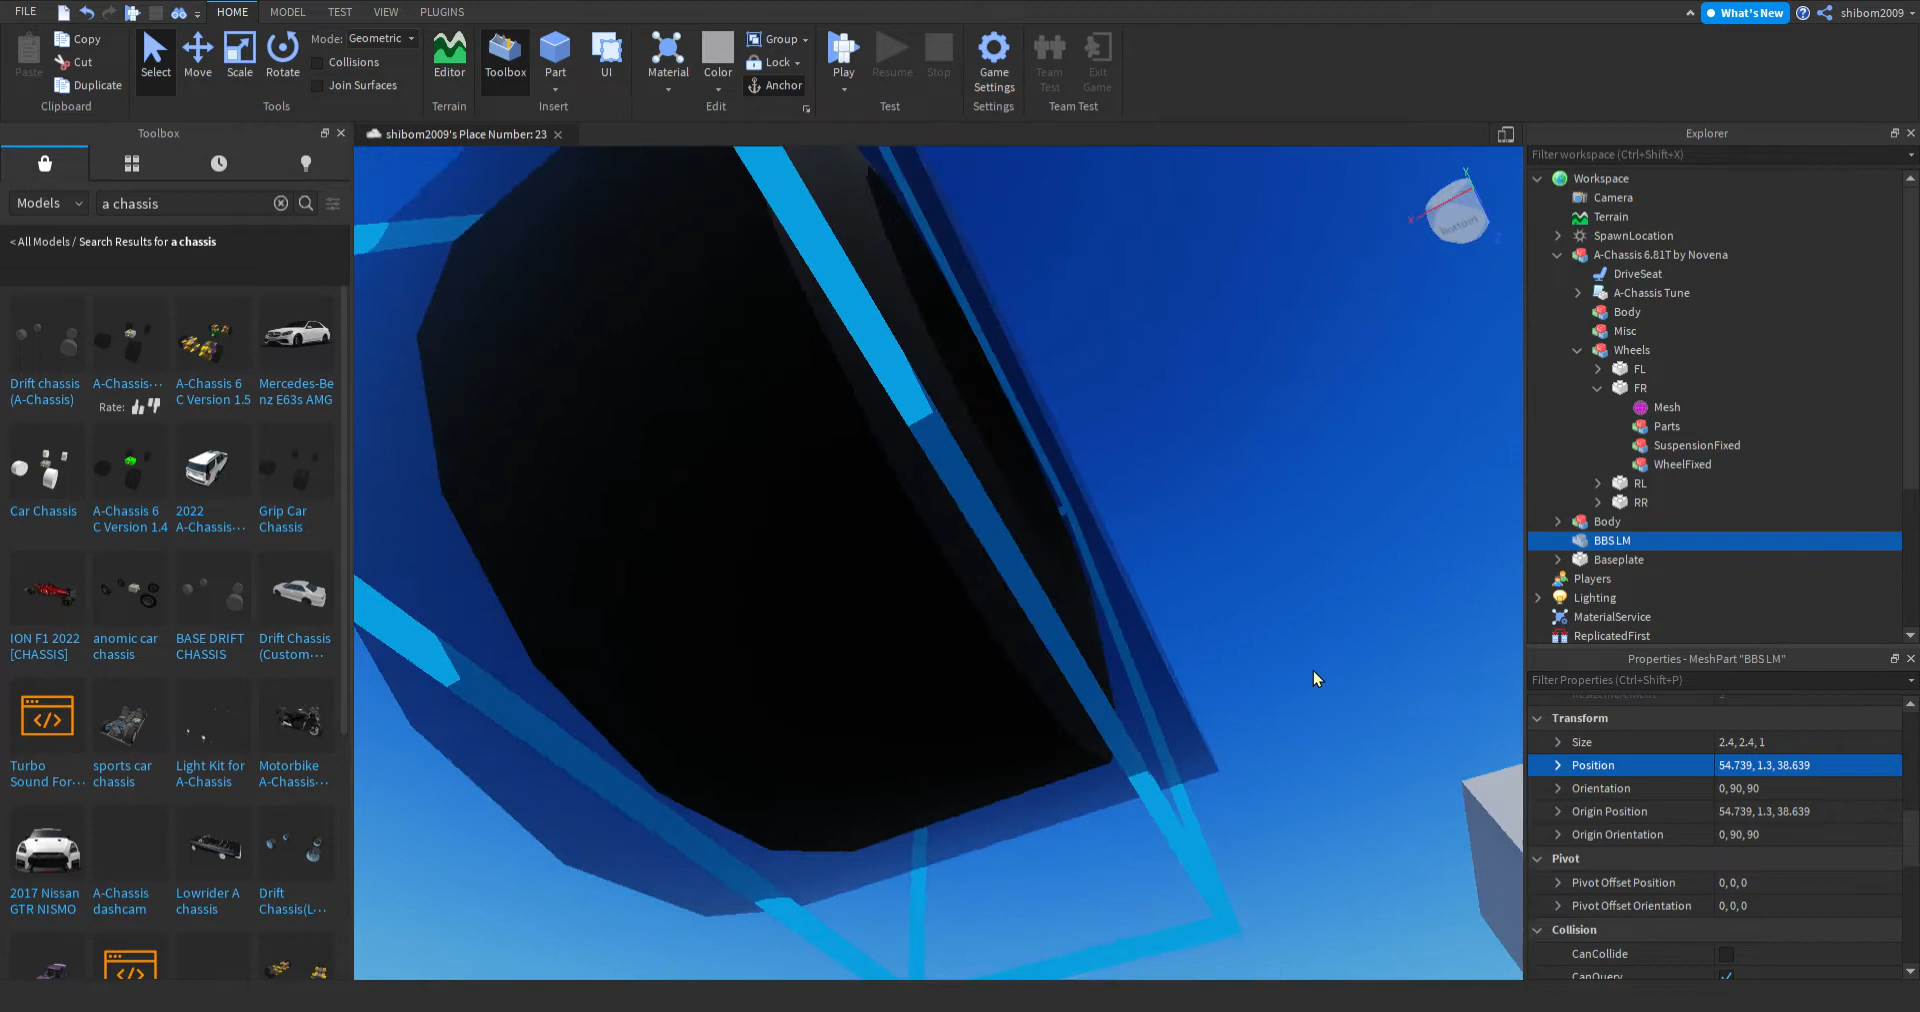 FILE
HOME
MODEL
TEST
VIEW
PLUGINS
What's New
shibom2009
Paste
Copy
Cut
Duplicate
Clipboard
Select
Move
Scale
Rotate
Mode: Geometric
Collisions
Join Surfaces
Tools
Editor
Terrain
Toolbox
Part
UI
Insert
Material
Color
Group
Lock
Anchor
Edit
Play
Resume
Stop
Test
Game
Settings
Settings
Team
Test
Exit
Game
Team Test
Toolbox
Models
a chassis
< All Models / Search Results for a chassis
Drift chassis
(A-Chassis)
A-Chassis···
Rate:
A-Chassis 6
C Version 1.5
Mercedes-Be
nz E63s AMG
Car Chassis
A-Chassis 6
C Version 1.4
2022
A-Chassis···
Grip Car
Chassis
ION F1 2022
[CHASSIS]
anomic car
chassis
BASE DRIFT
CHASSIS
Drift Chassis
(Custom···
Turbo
Sound For···
sports car
chassis
Light Kit for
A-Chassis
Motorbike
A-Chassis···
2017 Nissan
GTR NISMO
A-Chassis
dashcam
Lowrider A
chassis
Drift
Chassis(L···
shibom2009's Place Number: 23
Y
X
Bottom
Explorer
Filter workspace (Ctrl+Shift+X)
Workspace
Camera
Terrain
SpawnLocation
A-Chassis 6.81T by Novena
DriveSeat
A-Chassis Tune
Body
Misc
Wheels
FL
FR
Mesh
Parts
SuspensionFixed
WheelFixed
RL
RR
Body
BBS LM
Baseplate
Players
Lighting
MaterialService
ReplicatedFirst
Properties - MeshPart "BBS LM"
Filter Properties (Ctrl+Shift+P)
Transform
Size 2.4, 2.4, 1
Position 54.739, 1.3, 38.639
Orientation 0, 90, 90
Origin Position 54.739, 1.3, 38.639
Origin Orientation 0, 90, 90
Pivot
Pivot Offset Position 0, 0, 0
Pivot Offset Orientation 0, 0, 0
Collision
CanCollide
CanQuery